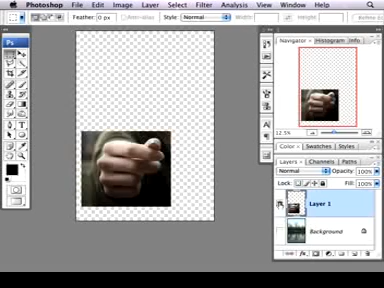 Photoshop File Edit Image Layer Select Filter Analysis View Window Help
Feather: 0 px Anti-alias Style: Normal Width: Height:
Ps
Navigator × Histogram Info
12.5%
Color × Swatches Styles
Layers × Channels Paths
Normal Opacity: 100%
Lock: Fill: 100%
Layer 1
Background